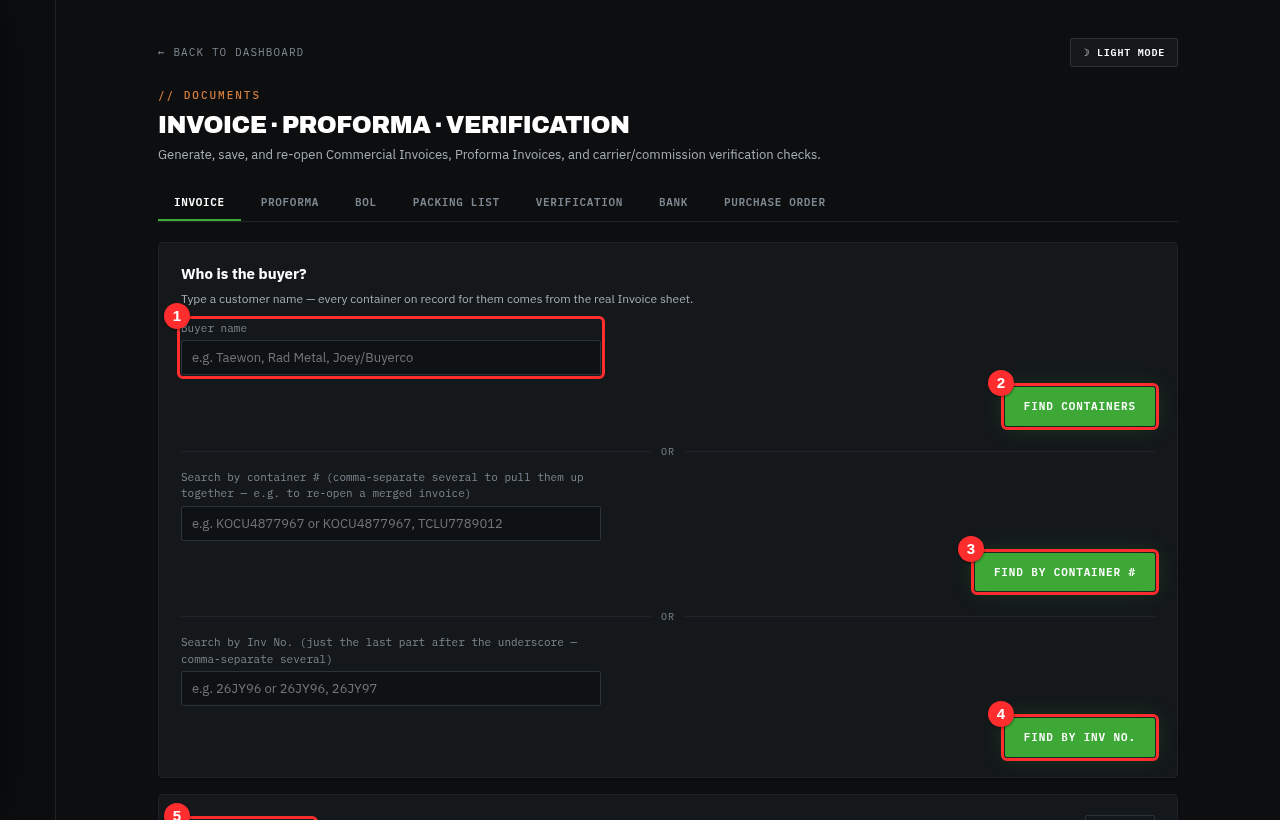 ← BACK TO DASHBOARD
☽ LIGHT MODE
// DOCUMENTS
INVOICE · PROFORMA · VERIFICATION
Generate, save, and re-open Commercial Invoices, Proforma Invoices, and carrier/commission verification checks.
INVOICE PROFORMA BOL PACKING LIST VERIFICATION BANK PURCHASE ORDER
Who is the buyer?
Type a customer name — every container on record for them comes from the real Invoice sheet.
1
Buyer name
e.g. Taewon, Rad Metal, Joey/Buyerco
2
FIND CONTAINERS
OR
Search by container # (comma-separate several to pull them up
together — e.g. to re-open a merged invoice)
e.g. KOCU4877967 or KOCU4877967, TCLU7789012
3
FIND BY CONTAINER #
OR
Search by Inv No. (just the last part after the underscore —
comma-separate several)
e.g. 26JY96 or 26JY96, 26JY97
4
FIND BY INV NO.
5